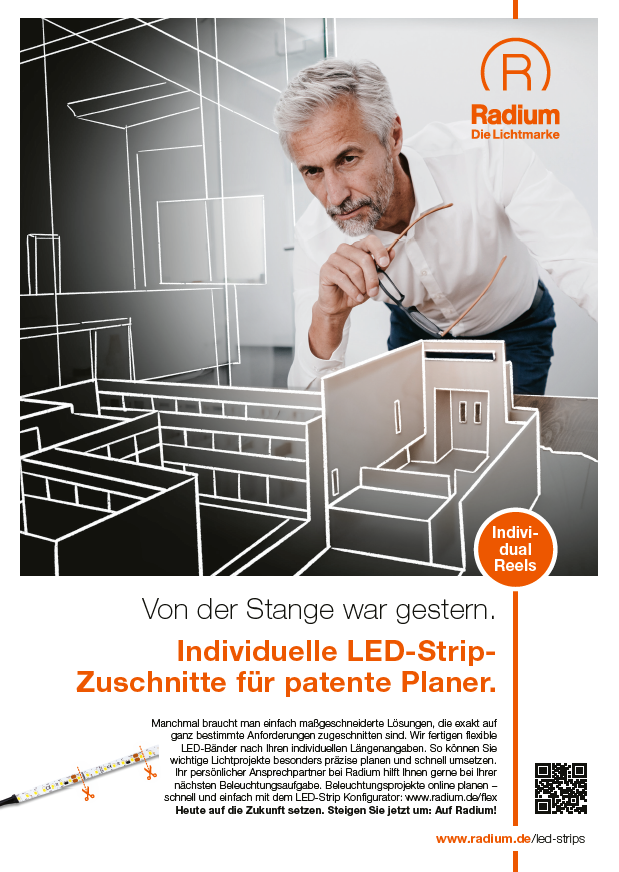 R
Radium
Die Lichtmarke
Indivi-
dual
Reels
Von der Stange war gestern.
Individuelle LED-Strip-
Zuschnitte für patente Planer.
Manchmal braucht man einfach maßgeschneiderte Lösungen, die exakt auf
ganz bestimmte Anforderungen zugeschnitten sind. Wir fertigen flexible
LED-Bänder nach Ihren individuellen Längenangaben. So können Sie
wichtige Lichtprojekte besonders präzise planen und schnell umsetzen.
Ihr persönlicher Ansprechpartner bei Radium hilft Ihnen gerne bei Ihrer
nächsten Beleuchtungsaufgabe. Beleuchtungsprojekte online planen –
schnell und einfach mit dem LED-Strip Konfigurator: www.radium.de/flex
Heute auf die Zukunft setzen. Steigen Sie jetzt um: Auf Radium!
www.radium.de/led-strips